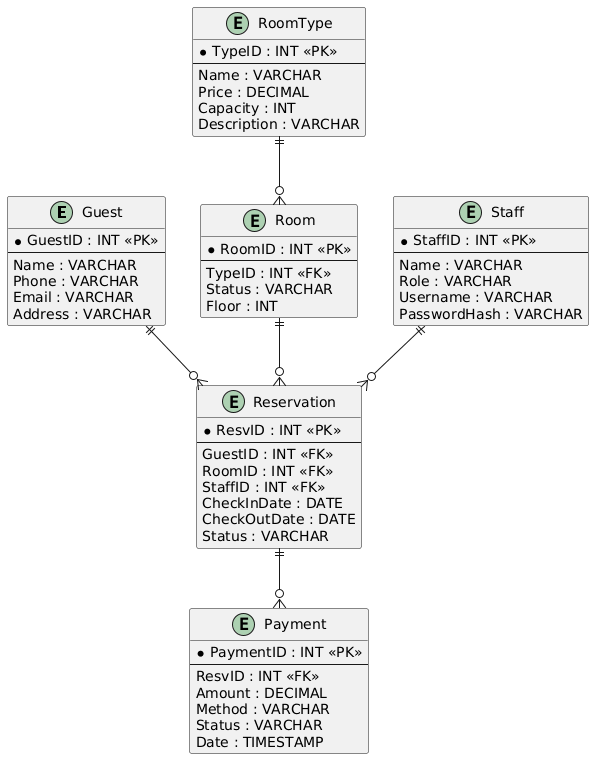 E RoomType
* TypeID : INT «PK»
Name : VARCHAR
Price : DECIMAL
Capacity : INT
Description : VARCHAR
E Guest
* GuestID : INT «PK»
Name : VARCHAR
Phone : VARCHAR
Email : VARCHAR
Address : VARCHAR
E Room
* RoomID : INT «PK»
TypeID : INT «FK»
Status : VARCHAR
Floor : INT
E Staff
* StaffID : INT «PK»
Name : VARCHAR
Role : VARCHAR
Username : VARCHAR
PasswordHash : VARCHAR
E Reservation
* ResvID : INT «PK»
GuestID : INT «FK»
RoomID : INT «FK»
StaffID : INT «FK»
CheckInDate : DATE
CheckOutDate : DATE
Status : VARCHAR
E Payment
* PaymentID : INT «PK»
ResvID : INT «FK»
Amount : DECIMAL
Method : VARCHAR
Status : VARCHAR
Date : TIMESTAMP